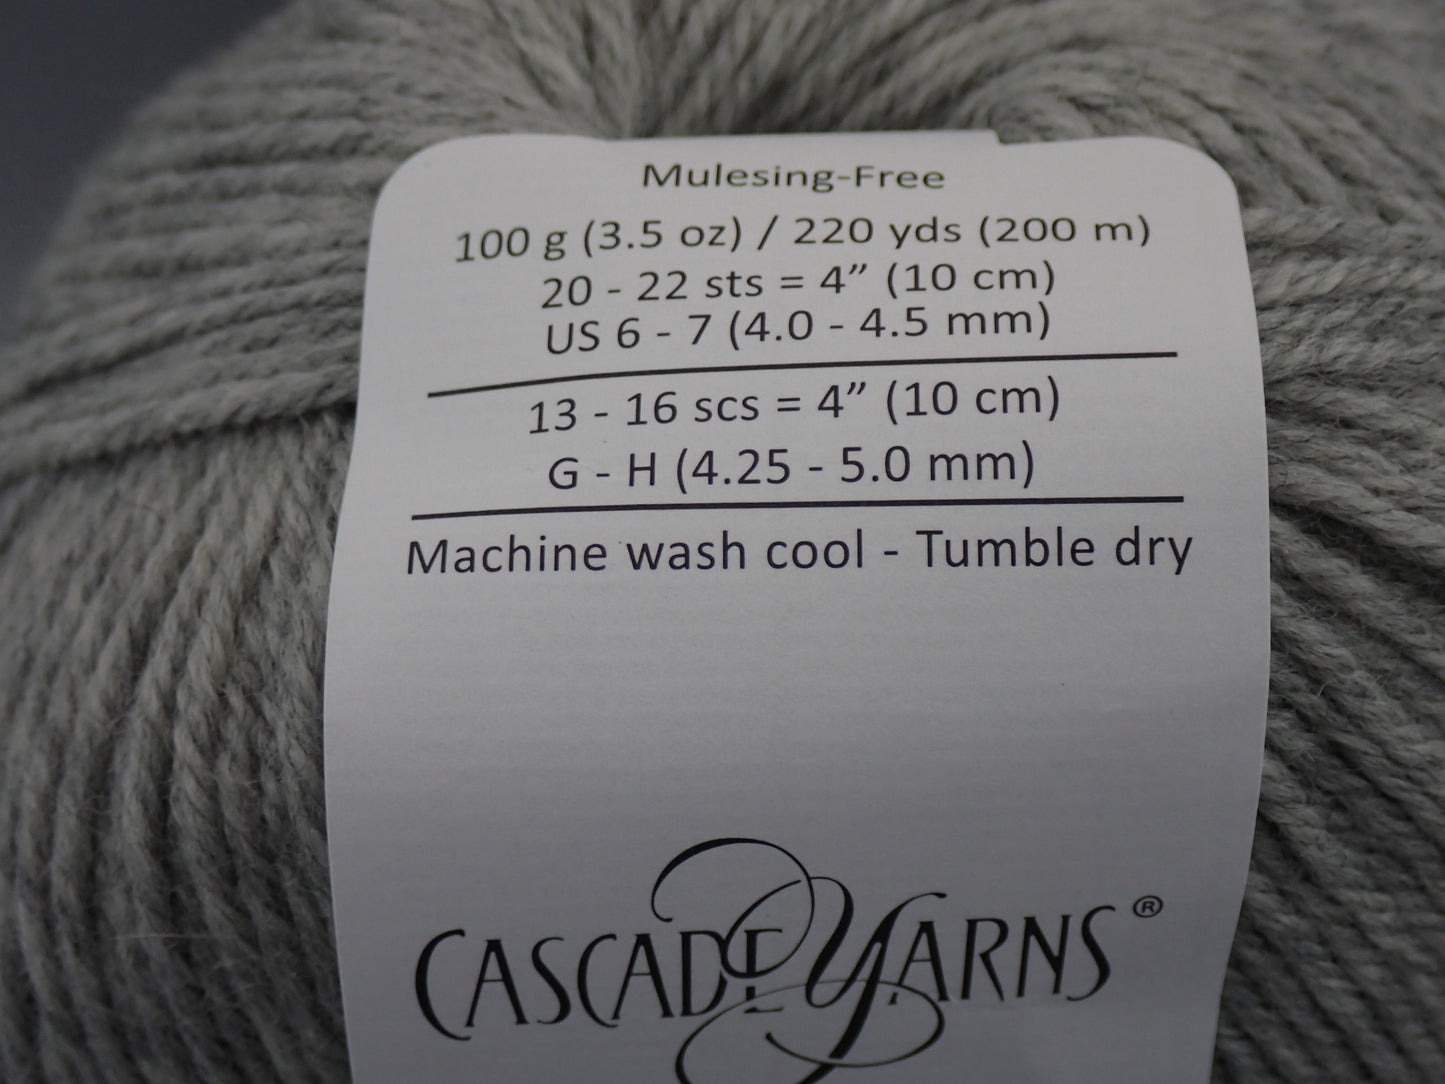 Mulesing-Free
100 g (3.5 oz) / 220 yds (200 m)
20 - 22 sts = 4” (10 cm)
US 6 - 7 (4.0 - 4.5 mm)
13 - 16 scs = 4” (10 cm)
G - H (4.25 - 5.0 mm)
Machine wash cool - Tumble dry
CASCADE YARNS ®